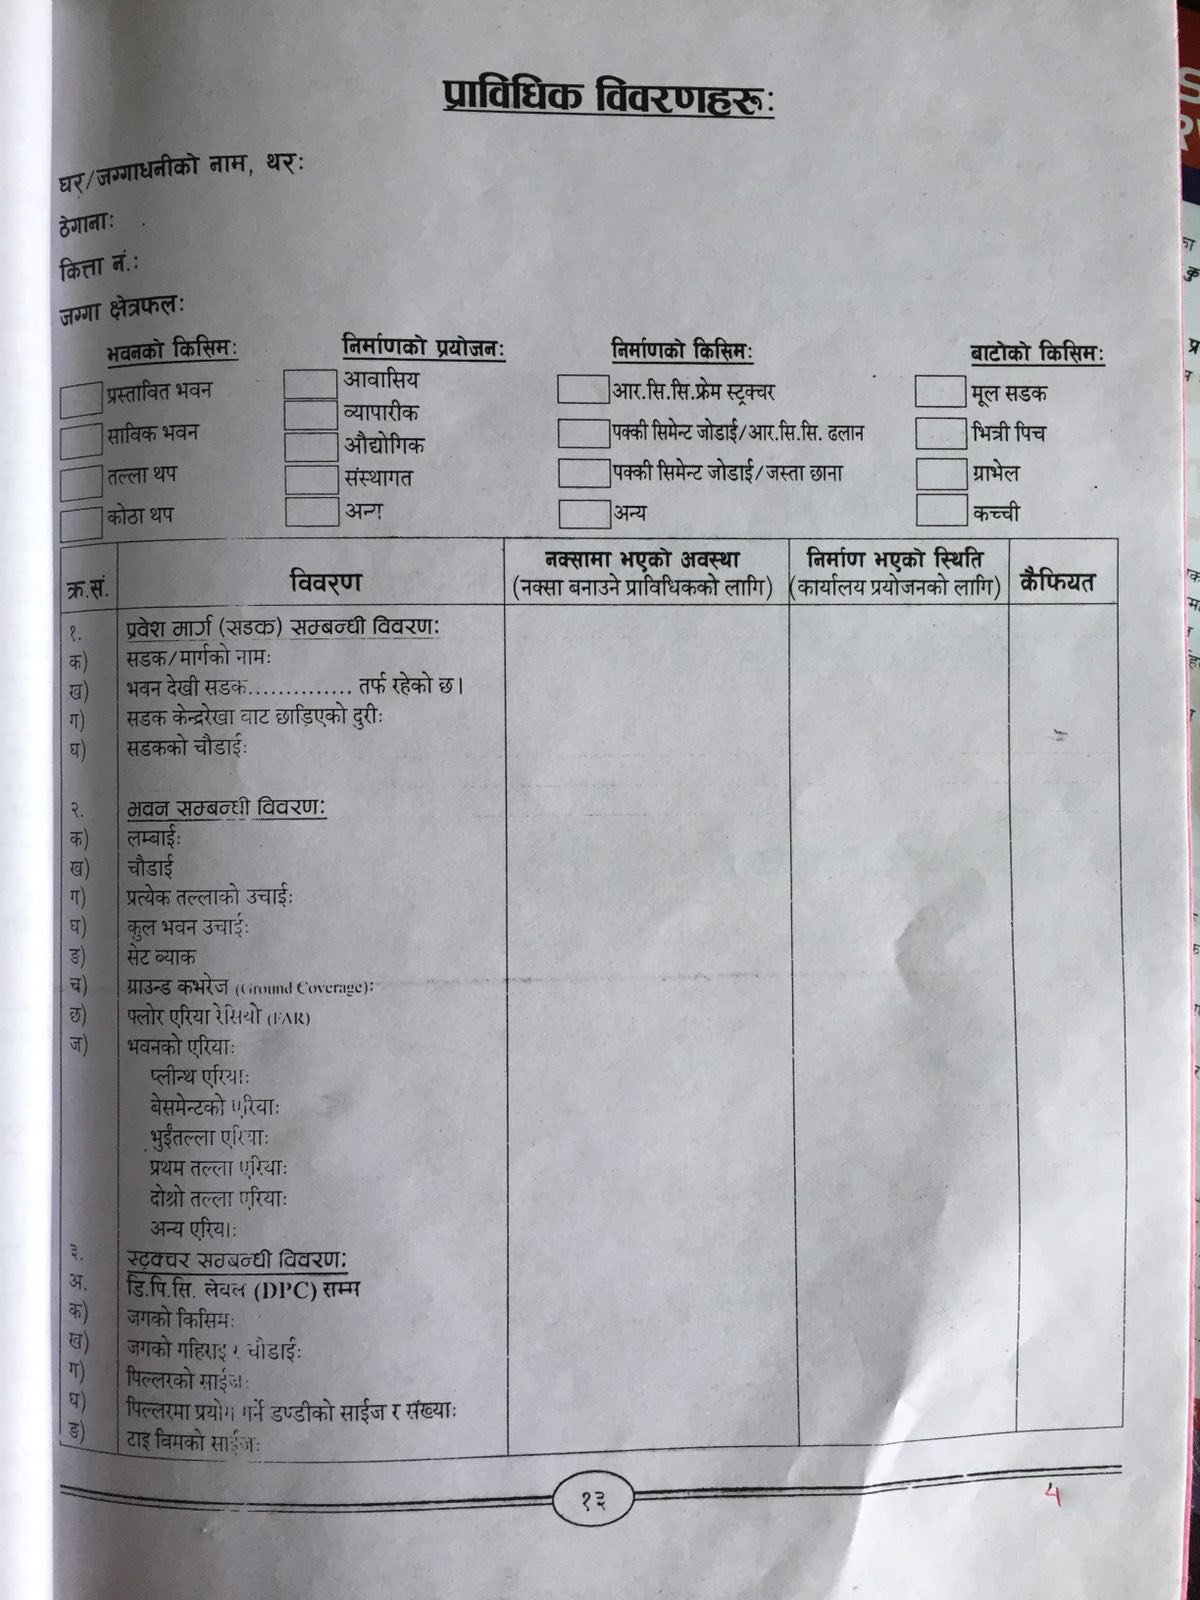 प्राविधिक विवरणहरू:
घर/जग्गाधनीको नाम, थर:
ठेगाना:
कित्ता नं.:
जग्गा क्षेत्रफल:
भवनको किसिम: निर्माणको प्रयोजन: निर्माणको किसिम: बाटोको किसिम:
प्रस्तावित भवन आवासिय आर.सि.सि.फ्रेम स्ट्रक्चर मूल सडक
साविक भवन व्यापारीक पक्की सिमेन्ट जोडाई/आर.सि.सि. ढलान भित्री पिच
तल्ला थप औद्योगिक पक्की सिमेन्ट जोडाई/जस्ता छाना ग्राभेल
कोठा थप संस्थागत अन्य कच्ची
अन्य
क्र.सं. विवरण नक्सामा भएको अवस्था (नक्सा बनाउने प्राविधिकको लागि) निर्माण भएको स्थिति (कार्यालय प्रयोजनको लागि) कैफियत
१. प्रवेश मार्ग (सडक) सम्बन्धी विवरण:
क) सडक/मार्गको नाम:
ख) भवन देखी सडक.............. तर्फ रहेको छ।
ग) सडक केन्द्ररेखा बाट छाडिएको दुरी:
घ) सडकको चौडाई:
२. भवन सम्बन्धी विवरण:
क) लम्बाई:
ख) चौडाई
ग) प्रत्येक तल्लाको उचाई:
घ) कुल भवन उचाई:
ङ) सेट ब्याक
च) ग्राउन्ड कभरेज (Ground Coverage):
छ) फ्लोर एरिया रेसियो (FAR)
ज) भवनको एरिया:
प्लीन्थ एरिया:
बेसमेन्टको एरिया:
भुईंतल्ला एरिया:
प्रथम तल्ला एरिया:
दोश्रो तल्ला एरिया:
अन्य एरिया:
३. स्ट्रक्चर सम्बन्धी विवरण:
अ. डि.पि.सि. लेवल (DPC) सम्म
क) जगको किसिम:
ख) जगको गहिराइ र चौडाई:
ग) पिल्लरको साईज:
घ) पिल्लरमा प्रयोग गर्ने डण्डीको साईज र संख्या:
ङ) टाइ बिमको साईज:
१३
५